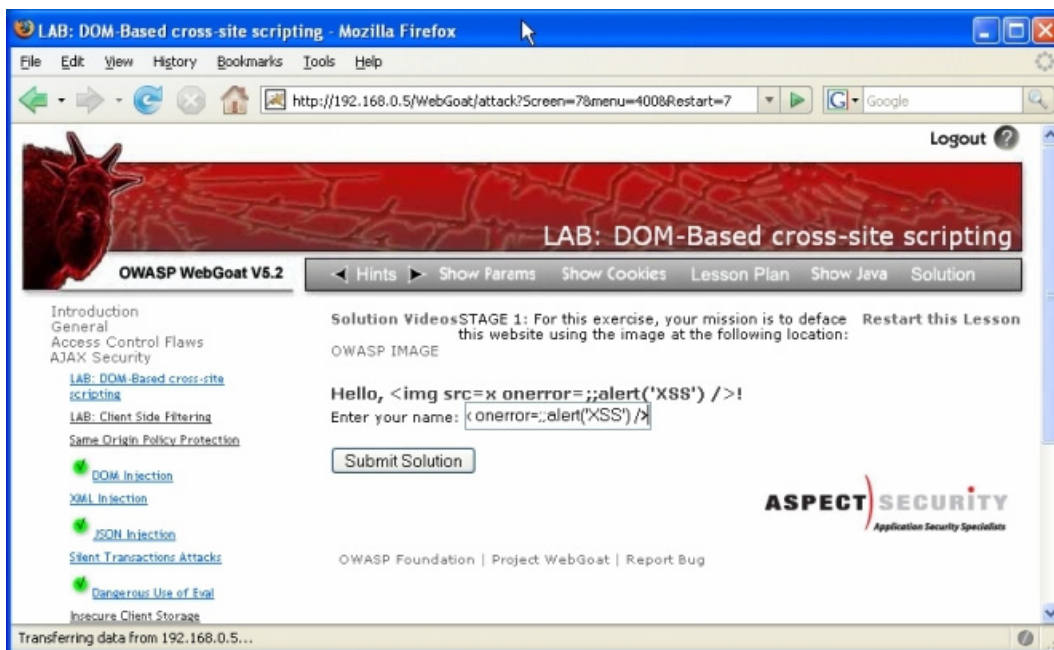 LAB: DOM-Based cross-site scripting - Mozilla Firefox
File Edit View History Bookmarks Tools Help
http://192.168.0.5/WebGoat/attack?Screen=7&menu=400&Restart=7
Google
Logout ?
LAB: DOM-Based cross-site scripting
OWASP WebGoat V5.2
Hints Show Params Show Cookies Lesson Plan Show Java Solution
Introduction
General
Access Control Flaws
AJAX Security
LAB: DOM-Based cross-site
scripting
LAB: Client Side Filtering
Same Origin Policy Protection
DOM Injection
XML Injection
JSON Injection
Silent Transactions Attacks
Dangerous Use of Eval
Insecure Client Storage
Solution Videos STAGE 1: For this exercise, your mission is to deface
this website using the image at the following location:
Restart this Lesson
OWASP IMAGE
Hello, <img src=x onerror=;;alert('XSS') />!
Enter your name: x onerror=;;alert('XSS') />
Submit Solution
ASPECT SECURITY
Application Security Specialists
OWASP Foundation | Project WebGoat | Report Bug
Transferring data from 192.168.0.5...